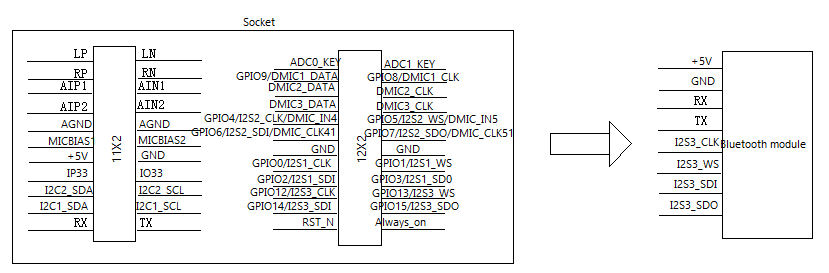 Socket
LP LN
RP RN
AIP1 AIN1
AIP2 AIN2
AGND AGND
MICBIAS1 MICBIAS2
+5V GND
IP33 IO33
I2C2_SDA I2C2_SCL
I2C1_SDA I2C1_SCL
RX TX
11X2
ADC0_KEY ADC1_KEY
GPIO9/DMIC1_DATA GPIO8/DMIC1_CLK
DMIC2_DATA DMIC2_CLK
DMIC3_DATA DMIC3_CLK
GPIO4/I2S2_CLK/DMIC_IN4 GPIO5/I2S2_WS/DMIC_IN5
GPIO6/I2S2_SDI/DMIC_CLK41 GPIO7/I2S2_SDO/DMIC_CLK51
GND GND
GPIO0/I2S1_CLK GPIO1/I2S1_WS
GPIO2/I2S1_SDI GPIO3/I2S1_SD0
GPIO12/I2S3_CLK GPIO13/I2S3_WS
GPIO14/I2S3_SDI GPIO15/I2S3_SDO
RST_N Always_on
12X2
+5V
GND
RX
TX
I2S3_CLK
I2S3_WS
I2S3_SDI
I2S3_SDO
Bluetooth module